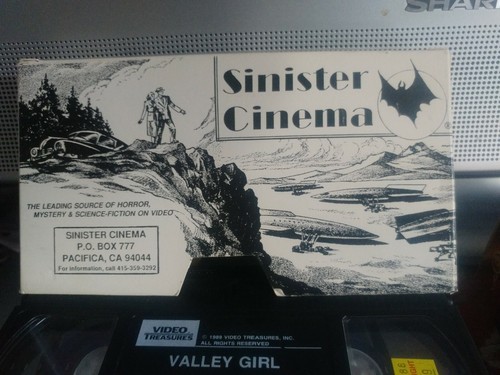 SHARP
Sinister
Cinema
THE LEADING SOURCE OF HORROR,
MYSTERY & SCIENCE-FICTION ON VIDEO
SINISTER CINEMA
P.O. BOX 777
PACIFICA, CA 94044
For information, call 415-359-3292
VIDEO
TREASURES
© 1989 VIDEO TREASURES, INC.
ALL RIGHTS RESERVED
VALLEY GIRL